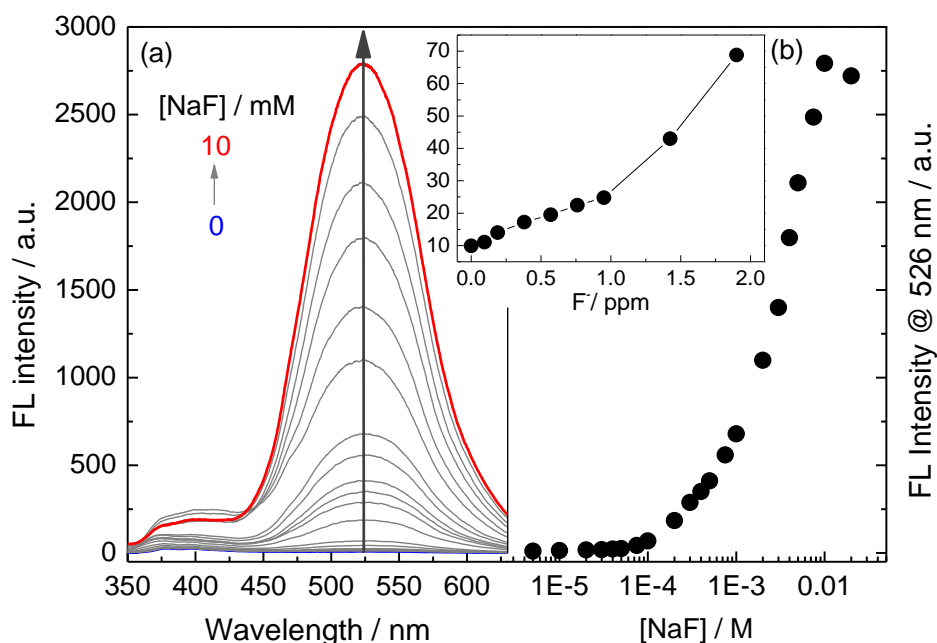 (a)
[NaF] / mM
10
0
FL intensity / a.u.
3000
2500
2000
1500
1000
500
0
350 400 450 500 550 600
Wavelength / nm
70
60
50
40
30
20
10
0.0 0.5 1.0 1.5 2.0
F⁻/ ppm
(b)
FL Intensity @ 526 nm / a.u.
1E-5 1E-4 1E-3 0.01
[NaF] / M